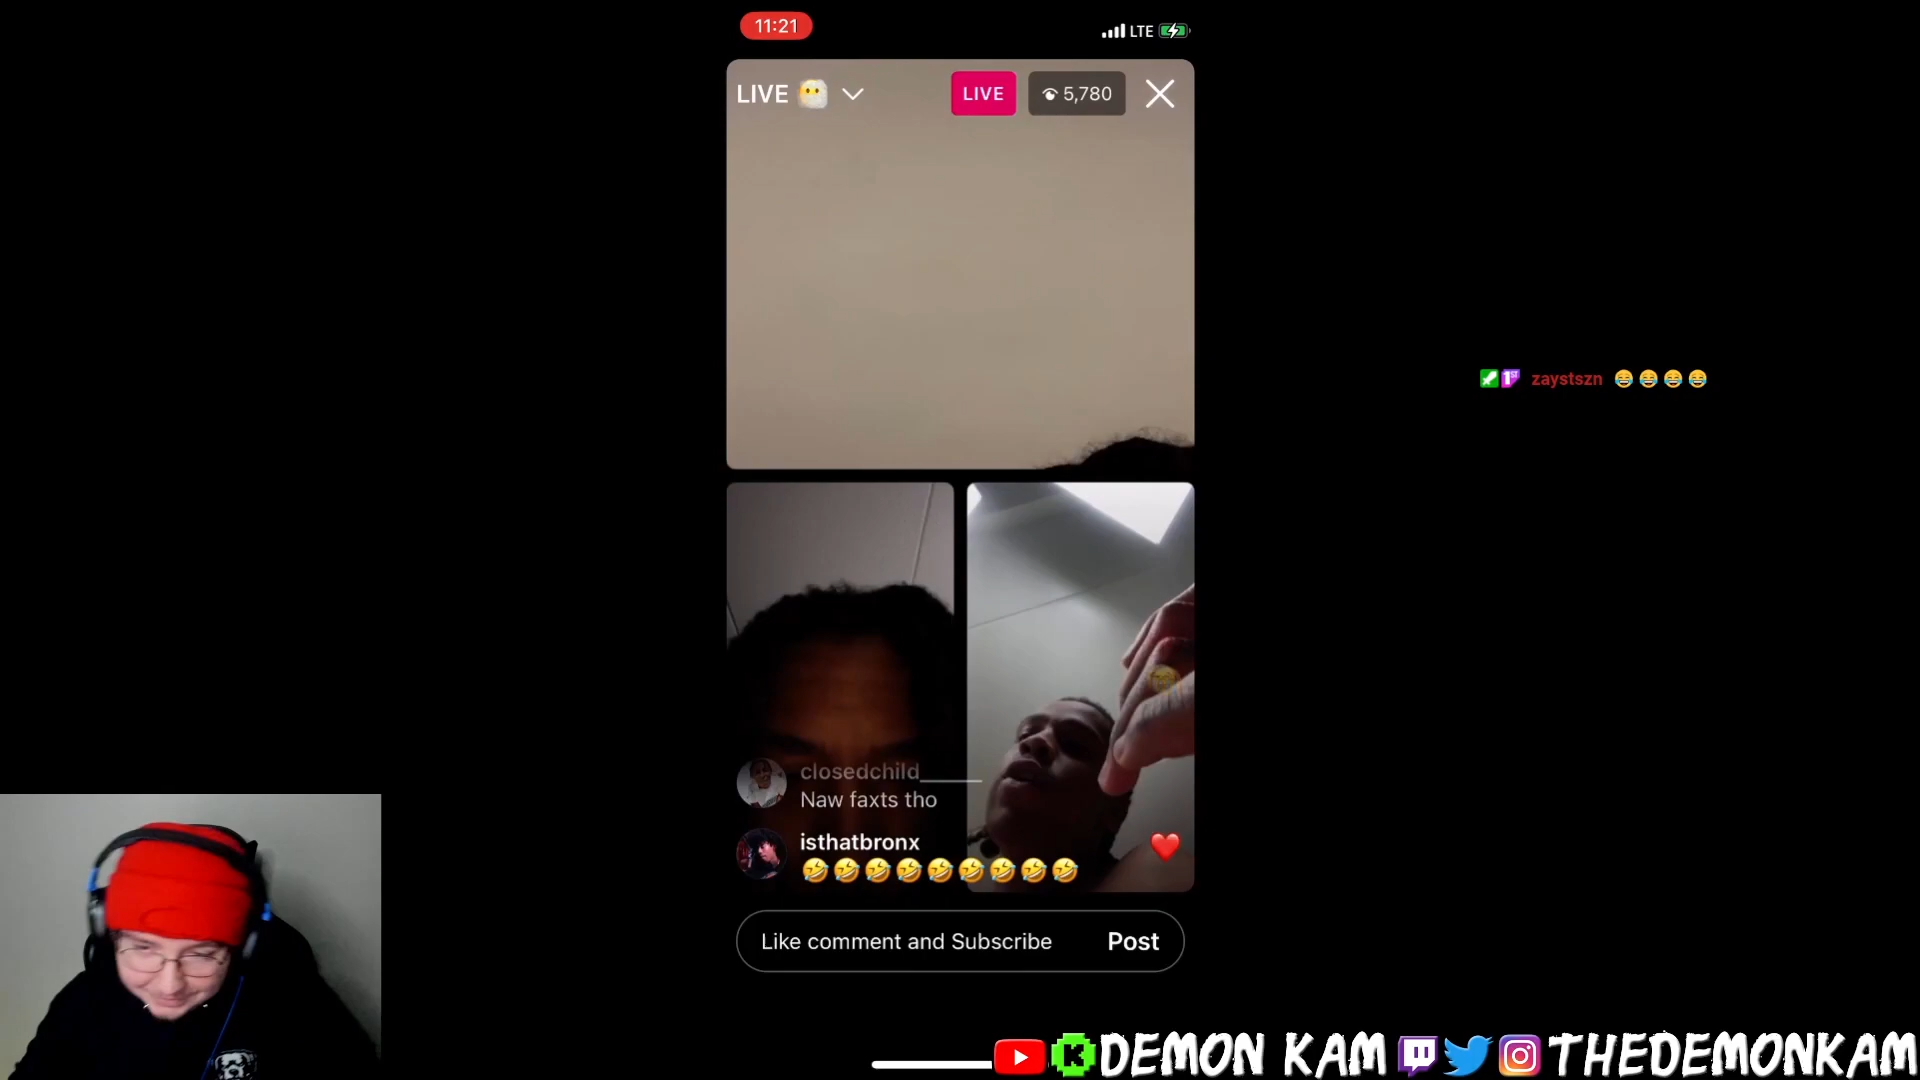 11:21
LTE
LIVE
LIVE
5,780
zaystszn
closedchild____
Naw faxts tho
isthatbronx
Like comment and Subscribe
Post
DEMON KAM
THEDEMONKAM